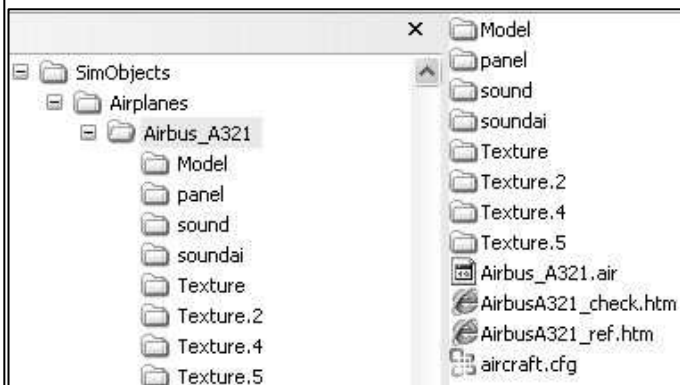 SimObjects
Airplanes
Airbus_A321
Model
panel
sound
soundai
Texture
Texture.2
Texture.4
Texture.5
Model
panel
sound
soundai
Texture
Texture.2
Texture.4
Texture.5
Airbus_A321.air
AirbusA321_check.htm
AirbusA321_ref.htm
aircraft.cfg